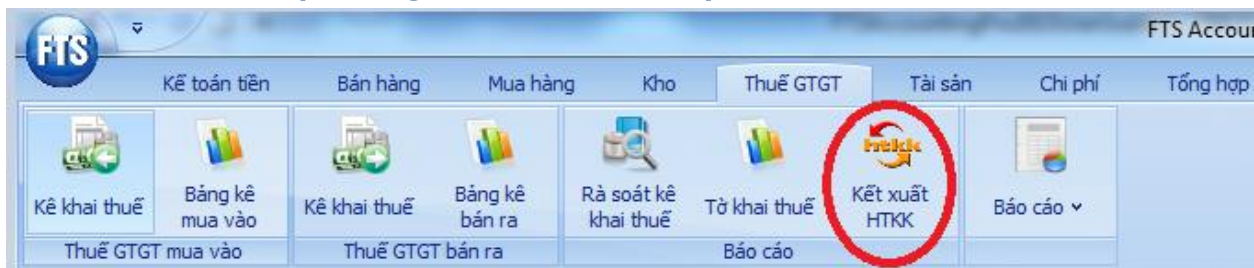 FTS
FTS Accoun
Kế toán tiền Bán hàng Mua hàng Kho Thuế GTGT Tài sản Chi phí Tổng hợp
htkk
Kê khai thuế Bảng kê mua vào Kê khai thuế Bảng kê bán ra Rà soát kê khai thuế Tờ khai thuế Kết xuất HTKK Báo cáo
Thuế GTGT mua vào Thuế GTGT bán ra Báo cáo